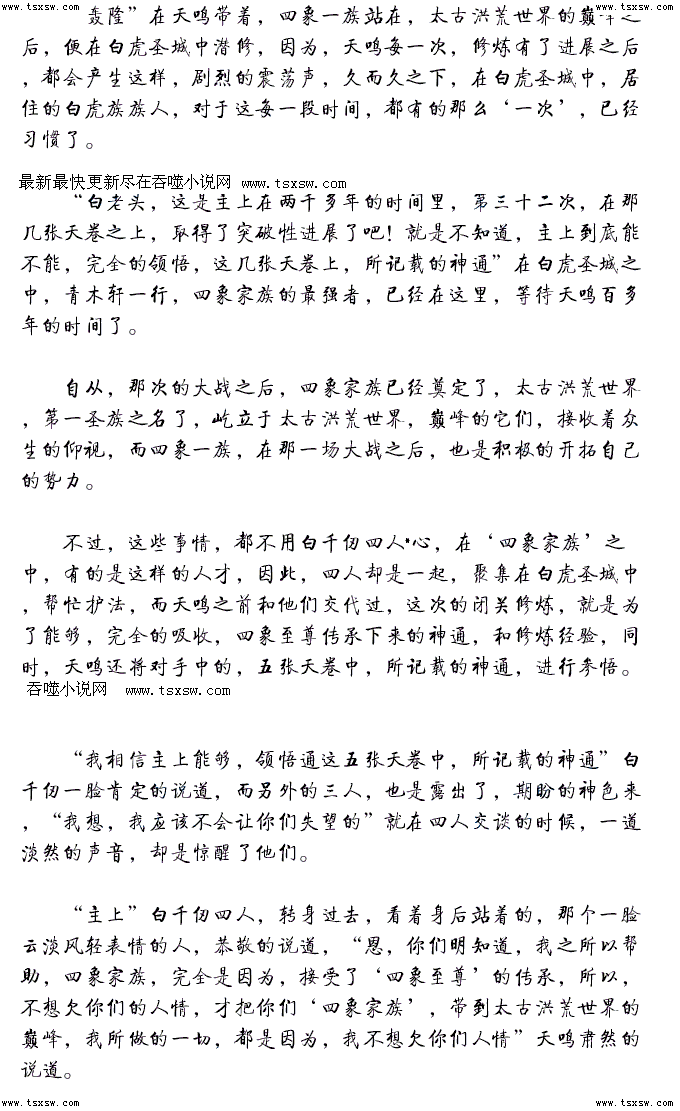 www.tsxsw.com www.tsxsw.com
轰隆”在天鸣带着，四象一族站在，太古洪荒世界的巅峰之
后，便在白虎圣城中潜修，因为，天鸣每一次，修炼有了进展之后
，都会产生这样，剧烈的震荡声，久而久之下，在白虎圣城中，居
住的白虎族族人，对于这每一段时间，都有的那么‘一次’，已经
习惯了。
最新最快更新尽在吞噬小说网 www.tsxsw.com
“白老头，这是主上在两千多年的时间里，第三十二次，在那
几张天卷之上，取得了突破性进展了吧！就是不知道，主上到底能
不能，完全的领悟，这几张天卷上，所记载的神通”在白虎圣城之
中，青木轩一行，四象家族的最强者，已经在这里，等待天鸣百多
年的时间了。
自从，那次的大战之后，四象家族已经奠定了，太古洪荒世界
，第一圣族之名了，屹立于太古洪荒世界，巅峰的它们，接收着众
生的仰视，而四象一族，在那一场大战之后，也是积极的开拓自己
的势力。
不过，这些事情，都不用白千仞四人*心，在‘四象家族’之
中，有的是这样的人才，因此，四人却是一起，聚集在白虎圣城中
，帮忙护法，而天鸣之前和他们交代过，这次的闭关修炼，就是为
了能够，完全的吸收，四象至尊传承下来的神通，和修炼经验，同
时，天鸣还将对手中的，五张天卷中，所记载的神通，进行参悟。
吞噬小说网 www.tsxsw.com
“我相信主上能够，领悟通这五张天卷中，所记载的神通”白
千仞一脸肯定的说道，而另外的三人，也是露出了，期盼的神色来
，“我想，我应该不会让你们失望的”就在四人交谈的时候，一道
淡然的声音，却是惊醒了他们。
“主上”白千仞四人，转身过去，看着身后站着的，那个一脸
云淡风轻表情的人，恭敬的说道，“恩，你们明知道，我之所以帮
助，四象家族，完全是因为，接受了‘四象至尊’的传承，所以，
不想欠你们的人情，才把你们‘四象家族’，带到太古洪荒世界的
巅峰，我所做的一切，都是因为，我不想欠你们人情”天鸣肃然的
说道。
www.tsxsw.com www.tsxsw.com